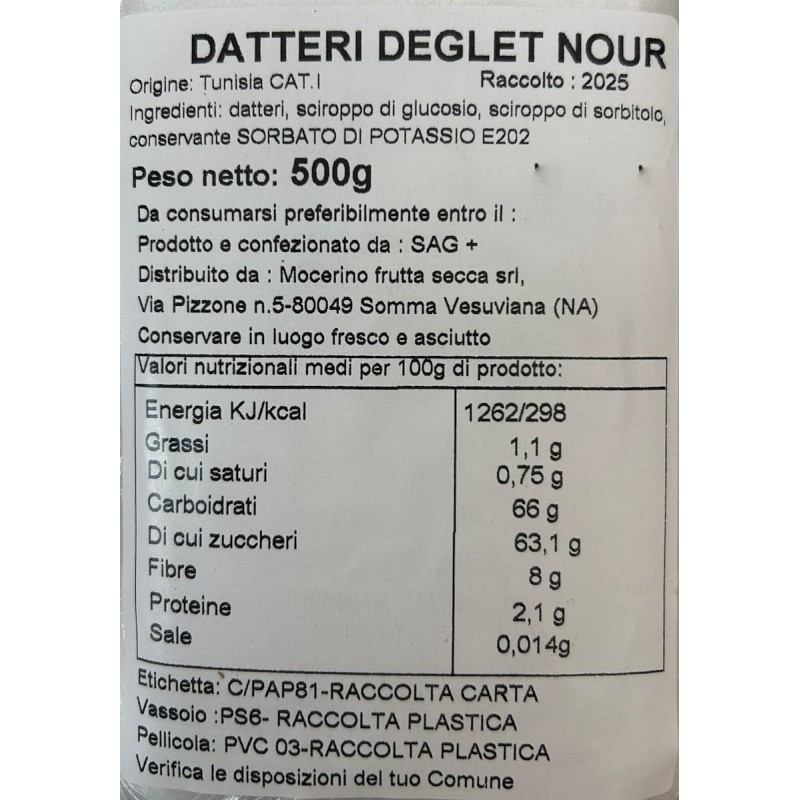 DATTERI DEGLET NOUR
Origine: Tunisia CAT.I Raccolto : 2025
Ingredienti: datteri, sciroppo di glucosio, sciroppo di sorbitolo,
conservante SORBATO DI POTASSIO E202
Peso netto: 500g
Da consumarsi preferibilmente entro il :
Prodotto e confezionato da : SAG +
Distribuito da : Mocerino frutta secca srl,
Via Pizzone n.5-80049 Somma Vesuviana (NA)
Conservare in luogo fresco e asciutto
Valori nutrizionali medi per 100g di prodotto:
Energia KJ/kcal 1262/298
Grassi 1,1 g
Di cui saturi 0,75 g
Carboidrati 66 g
Di cui zuccheri 63,1 g
Fibre 8 g
Proteine 2,1 g
Sale 0,014g
Etichetta: C/PAP81-RACCOLTA CARTA
Vassoio :PS6- RACCOLTA PLASTICA
Pellicola: PVC 03-RACCOLTA PLASTICA
Verifica le disposizioni del tuo Comune